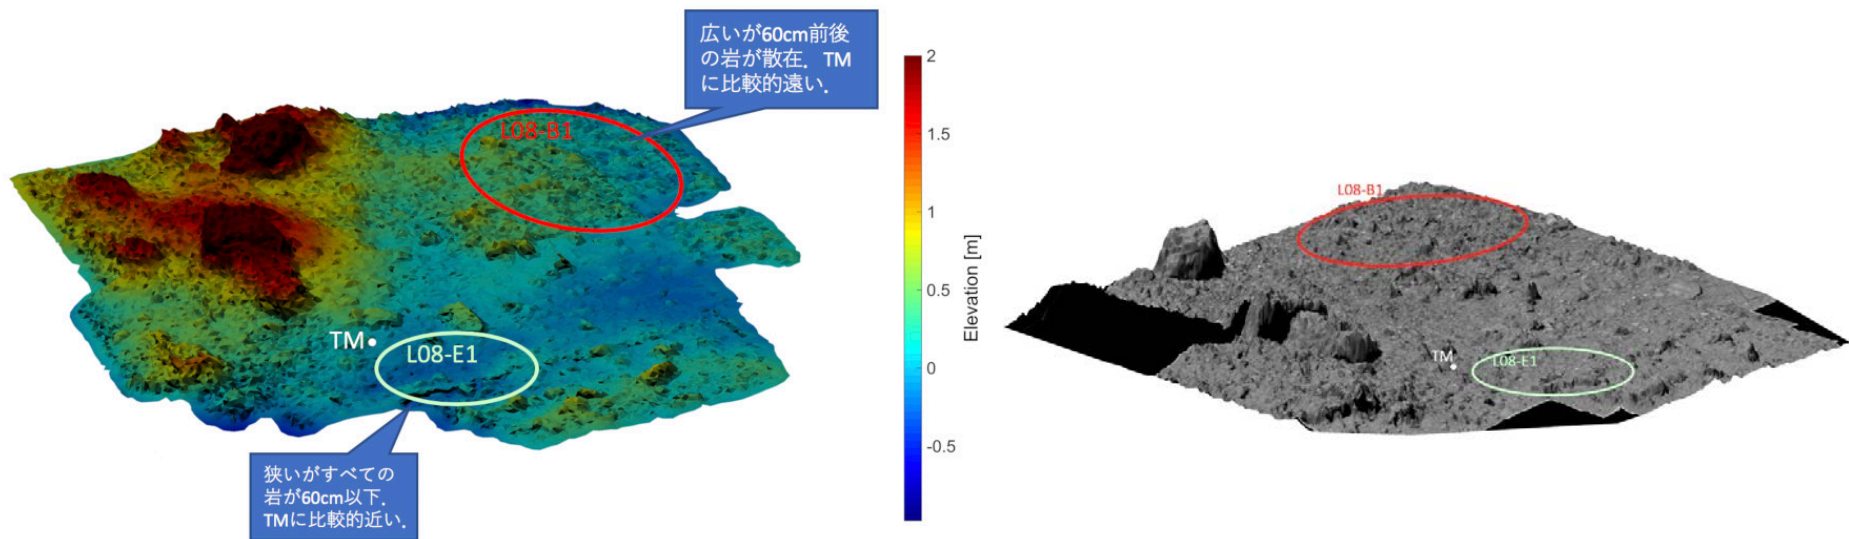 広いが60cm前後
の岩が散在．TM
に比較的遠い．
L08-B1
TM
L08-E1
狭いがすべての
岩が60cm以下．
TMに比較的近い．
2
1.5
1
0.5
0
-0.5
Elevation [m]
L08-B1
TM
L08-E1